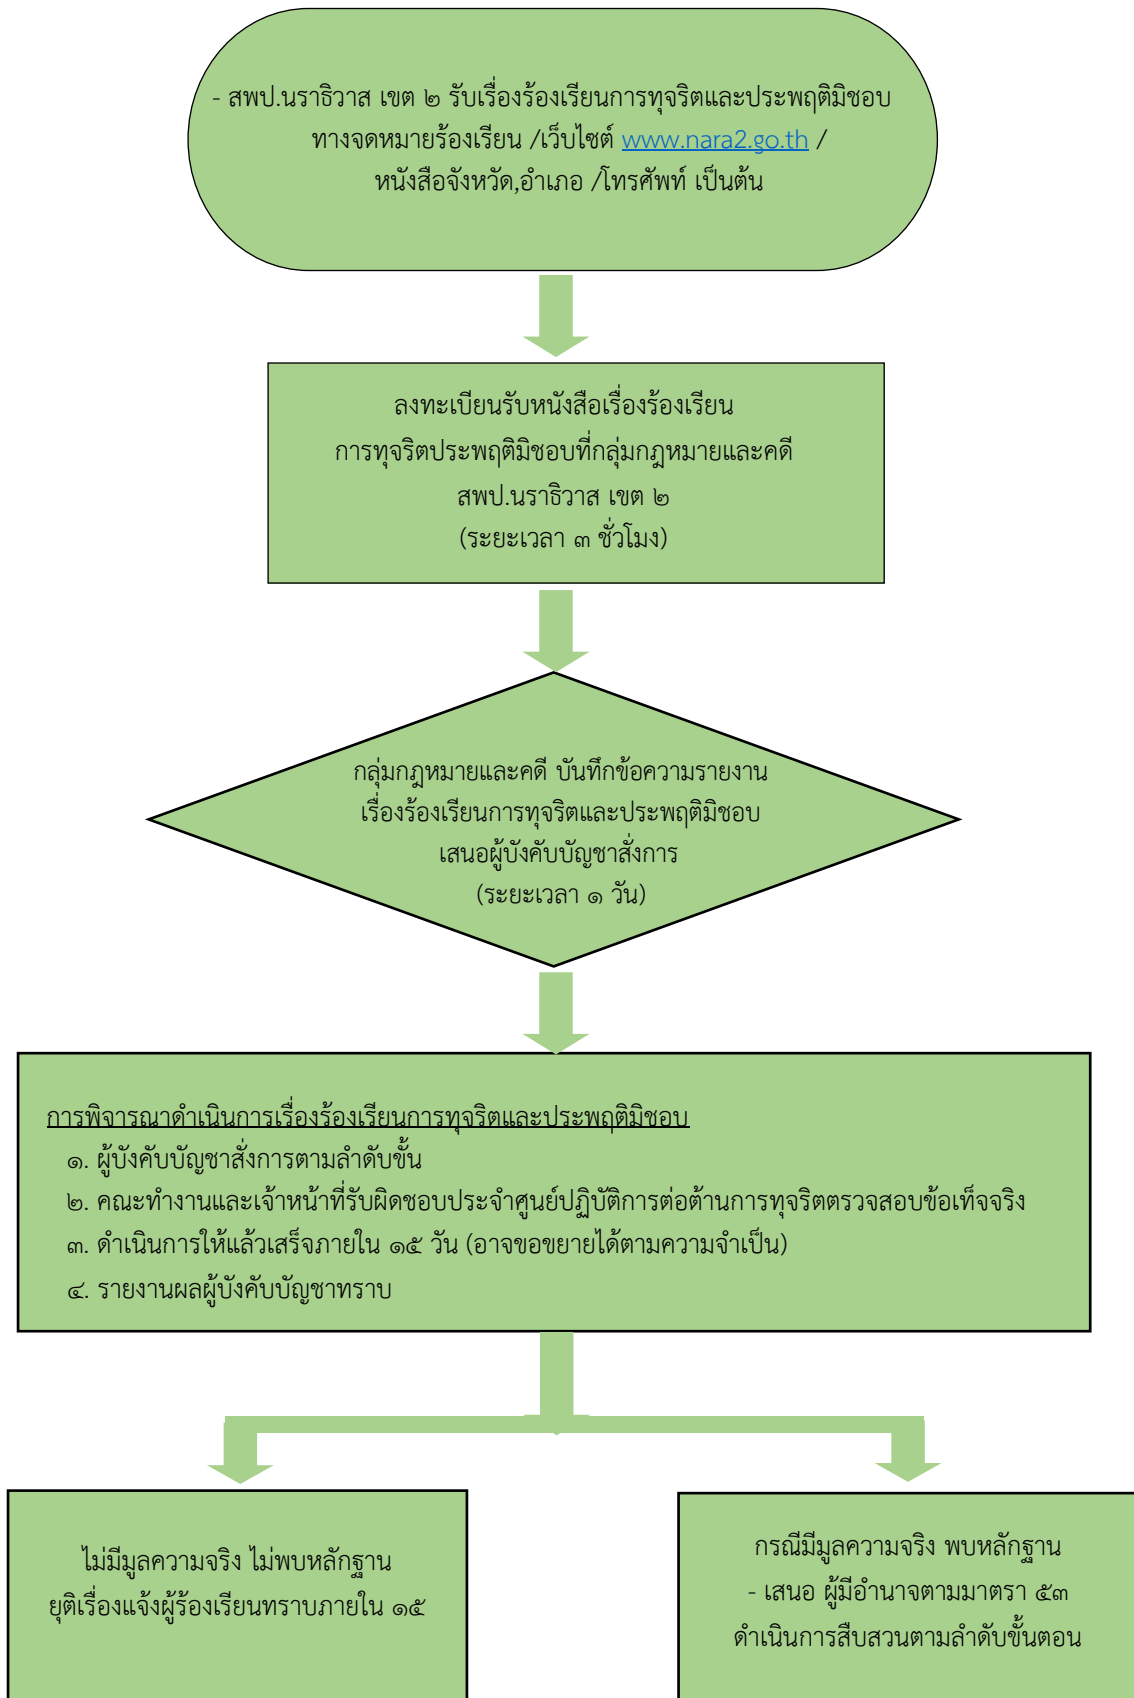 - สพป.นราธิวาส เขต ๒ รับเรื่องร้องเรียนการทุจริตและประพฤติมิชอบ
ทางจดหมายร้องเรียน /เว็บไซต์ www.nara2.go.th /
หนังสือจังหวัด,อำเภอ /โทรศัพท์ เป็นต้น
ลงทะเบียนรับหนังสือเรื่องร้องเรียน
การทุจริตประพฤติมิชอบที่กลุ่มกฎหมายและคดี
สพป.นราธิวาส เขต ๒
(ระยะเวลา ๓ ชั่วโมง)
กลุ่มกฎหมายและคดี บันทึกข้อความรายงาน
เรื่องร้องเรียนการทุจริตและประพฤติมิชอบ
เสนอผู้บังคับบัญชาสั่งการ
(ระยะเวลา ๑ วัน)
การพิจารณาดำเนินการเรื่องร้องเรียนการทุจริตและประพฤติมิชอบ
๑. ผู้บังคับบัญชาสั่งการตามลำดับขั้น
๒. คณะทำงานและเจ้าหน้าที่รับผิดชอบประจำศูนย์ปฏิบัติการต่อต้านการทุจริตตรวจสอบข้อเท็จจริง
๓. ดำเนินการให้แล้วเสร็จภายใน ๑๕ วัน (อาจขอขยายได้ตามความจำเป็น)
๔. รายงานผลผู้บังคับบัญชาทราบ
ไม่มีมูลความจริง ไม่พบหลักฐาน
ยุติเรื่องแจ้งผู้ร้องเรียนทราบภายใน ๑๕
กรณีมีมูลความจริง พบหลักฐาน
- เสนอ ผู้มีอำนาจตามมาตรา ๕๓
ดำเนินการสืบสวนตามลำดับขั้นตอน